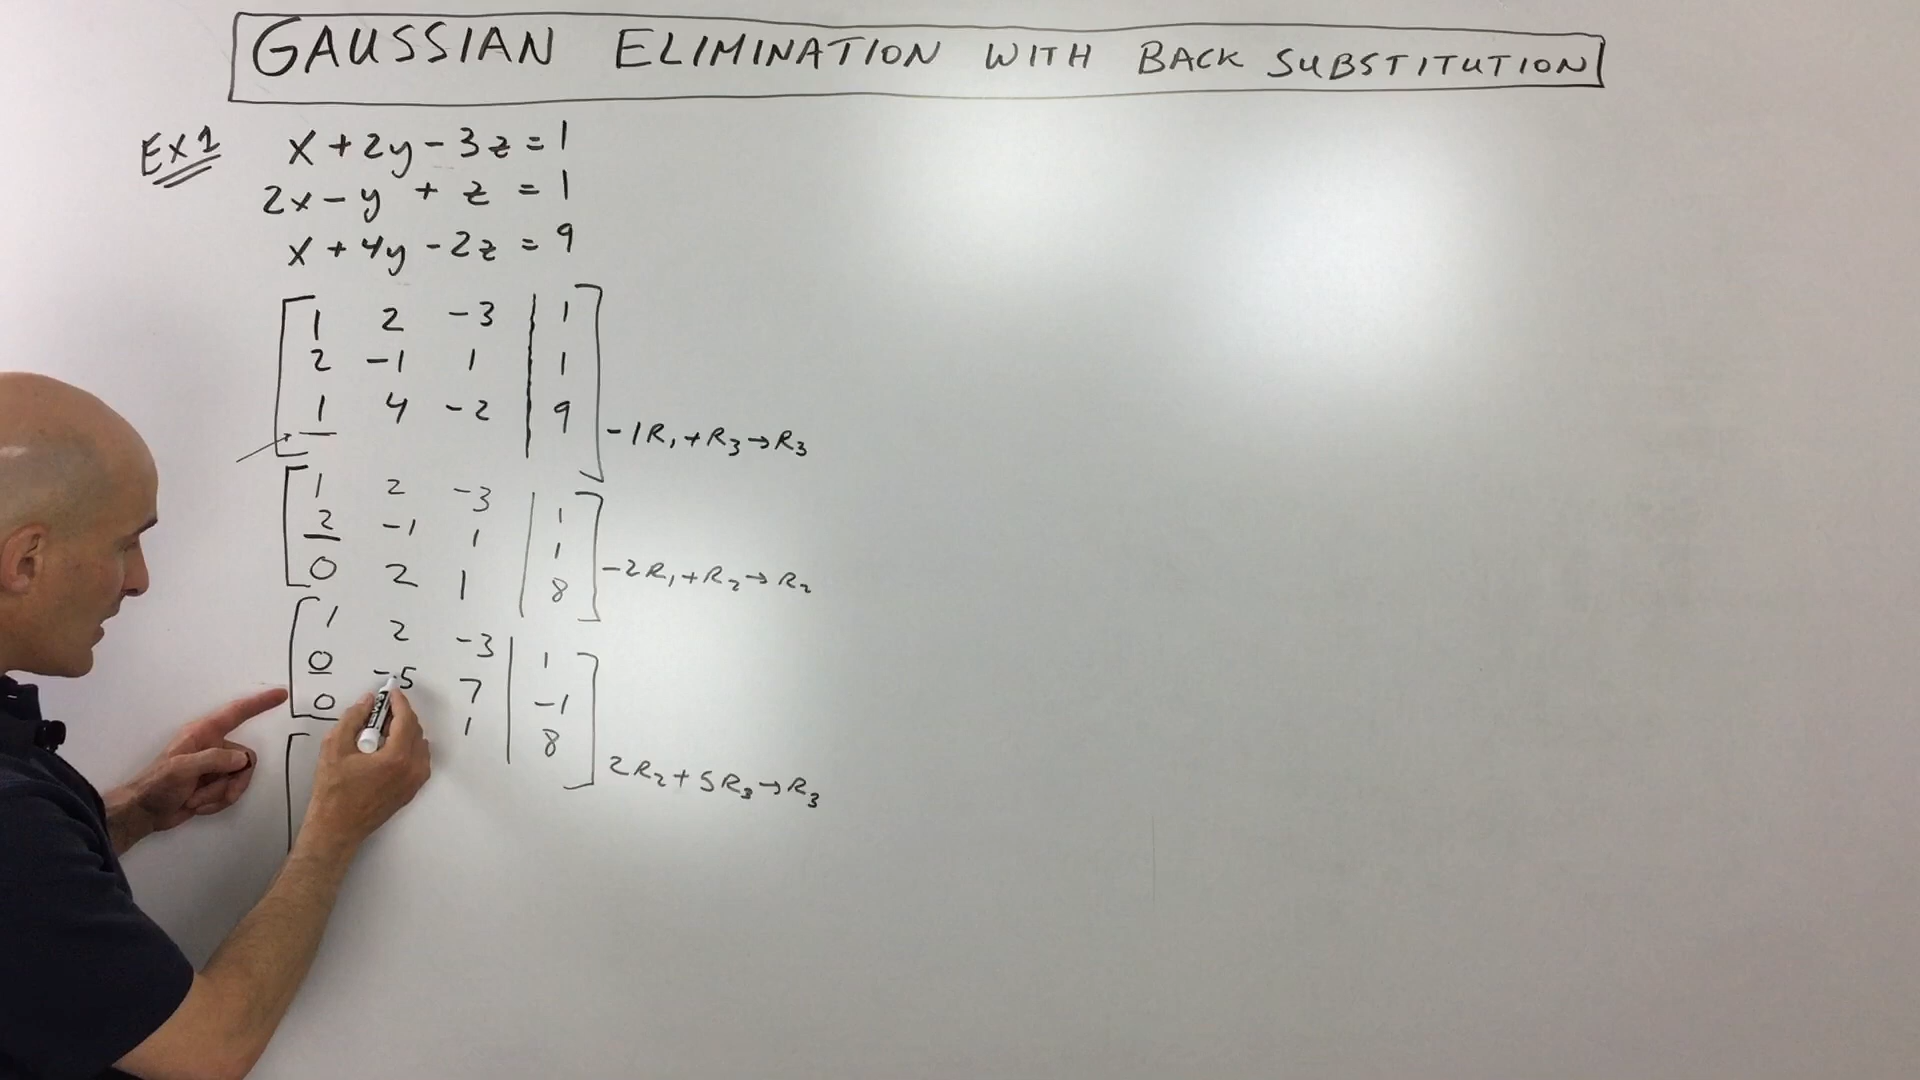 GAUSSIAN ELIMINATION WITH BACK SUBSTITUTION
EX 1 x + 2y - 3z = 1
2x - y + z = 1
x + 4y - 2z = 9
1 2 -3 | 1
2 -1 1 | 1
1 4 -2 | 9
-1R₁+R₃→R₃
1 2 -3 | 1
2 -1 1 | 1
0 2 1 | 8
-2R₁+R₂→R₂
1 2 -3 | 1
0 -5 7 | -1
0 1 | 8
2R₂+5R₃→R₃